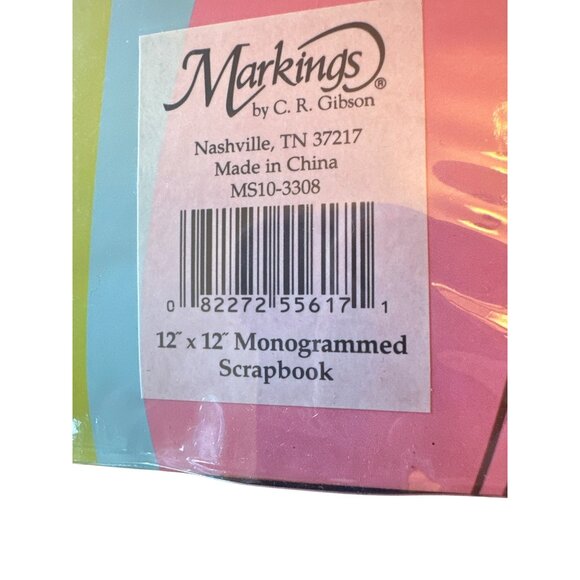 Markings®
by C. R. Gibson
Nashville, TN 37217
Made in China
MS10-3308
0 82272 55617 1
12˝ x 12˝ Monogrammed
Scrapbook